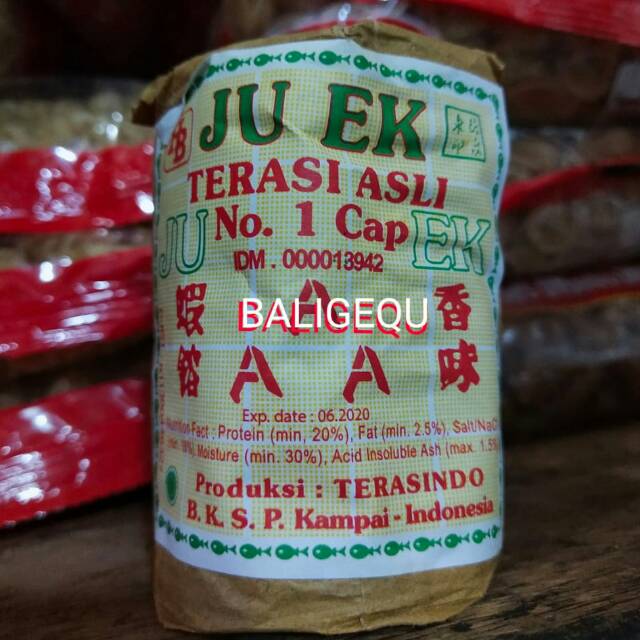 JU EK
TERASI ASLI
No. 1 Cap
JU EK
IDM . 000013942
BALIGEQU
A A
Exp. date : 06.2020
Nutrition Fact : Protein (min, 20%), Fat (min. 2.5%), Salt/NaCl
Moisture (min. 30%), Acid Insoluble Ash (max. 1.5%
Produksi : TERASINDO
B. K. S. P. Kampai - Indonesia
蝦
香味